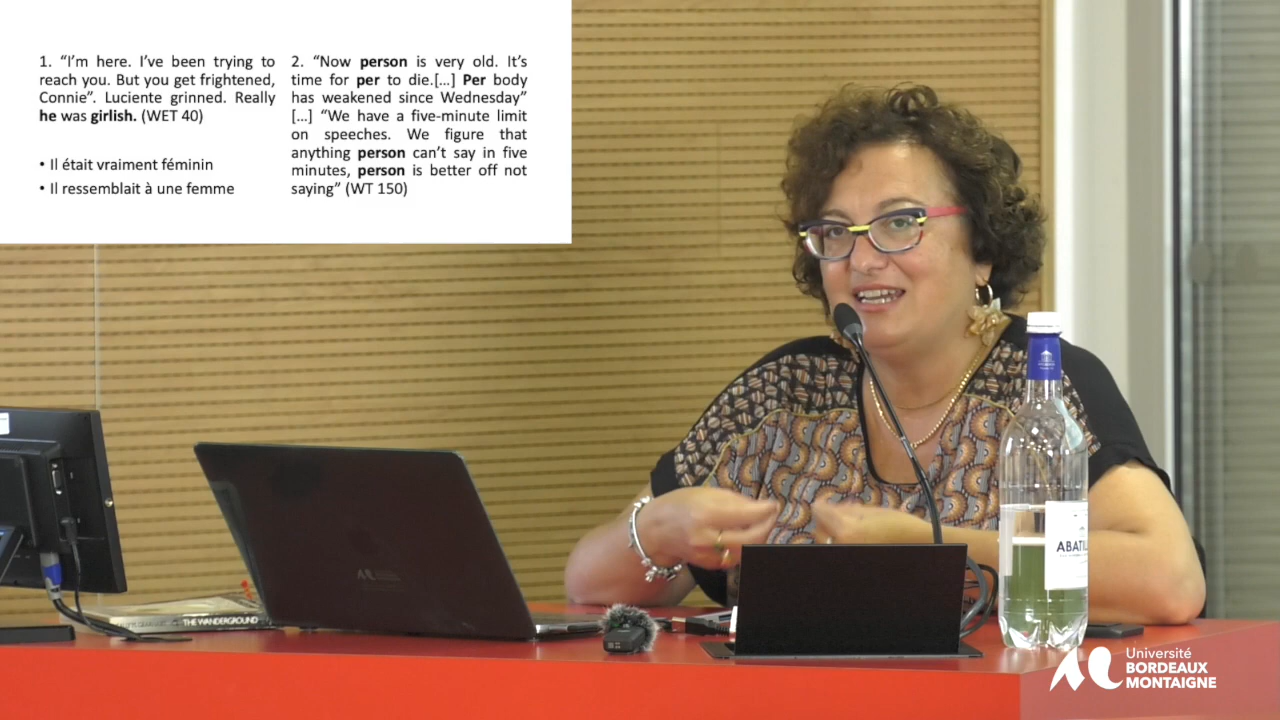 1. “I’m here. I’ve been trying to
reach you. But you get frightened,
Connie”. Luciente grinned. Really
he was girlish. (WET 40)
• Il était vraiment féminin
• Il ressemblait à une femme
2. “Now person is very old. It’s
time for per to die.[…] Per body
has weakened since Wednesday”
[…] “We have a five-minute limit
on speeches. We figure that
anything person can’t say in five
minutes, person is better off not
saying” (WT 150)
THE WANDERGROUND
Université
BORDEAUX
MONTAIGNE